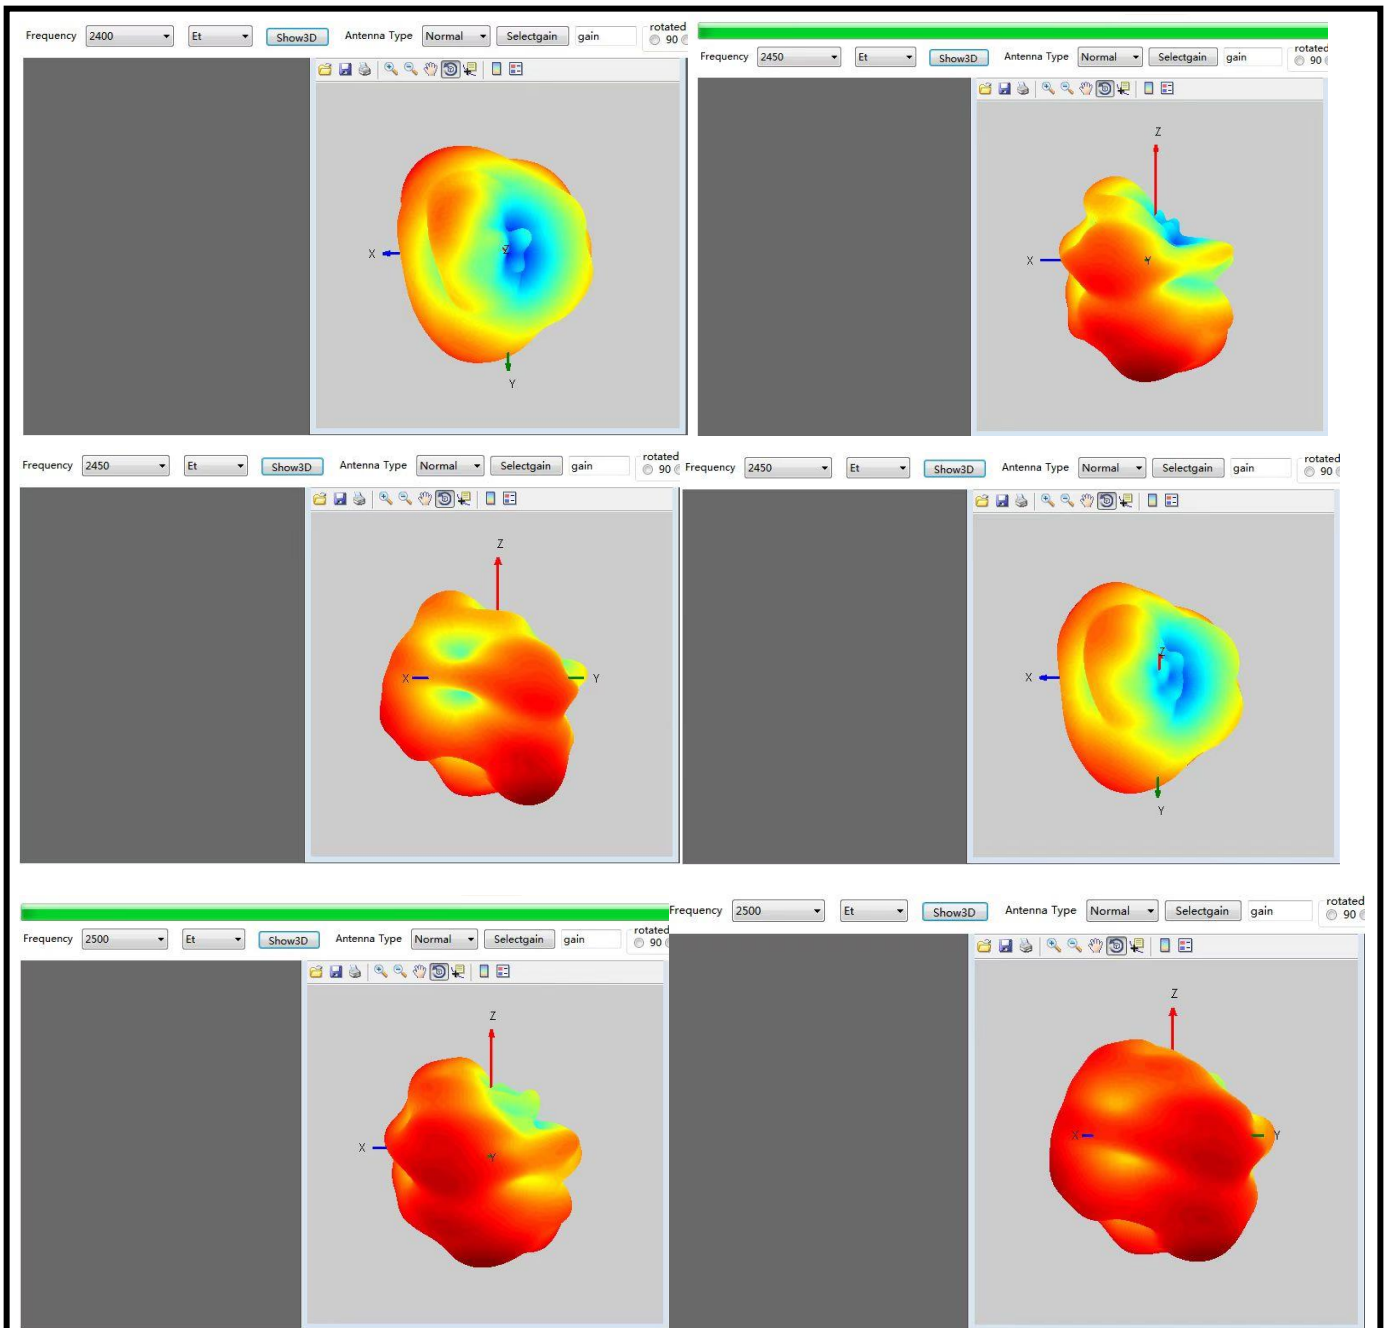 Frequency 2400 Et Show3D Antenna Type Normal Selectgain gain rotated
90
X
Z
Y
Frequency 2450 Et Show3D Antenna Type Normal Selectgain gain rotated
90
Z
X
Y
Frequency 2450 Et Show3D Antenna Type Normal Selectgain gain rotated
90
Z
X
Y
Frequency 2450 Et Show3D Antenna Type Normal Selectgain gain rotated
90
Z
X
Y
Frequency 2500 Et Show3D Antenna Type Normal Selectgain gain rotated
90
Z
X
Y
Frequency 2500 Et Show3D Antenna Type Normal Selectgain gain rotated
90
Z
X
Y